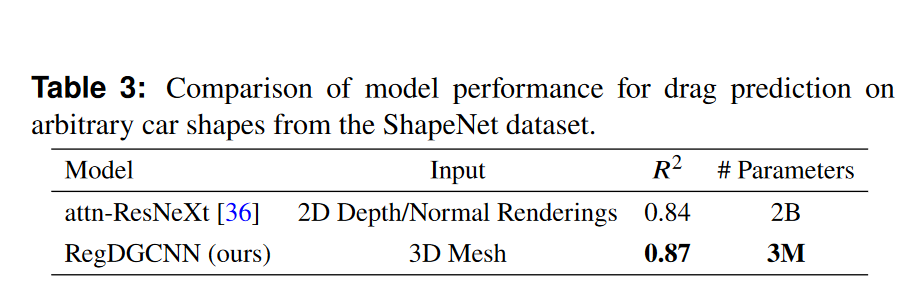 Table 3: Comparison of model performance for drag prediction on
arbitrary car shapes from the ShapeNet dataset.
Model Input R² # Parameters
attn-ResNeXt [36] 2D Depth/Normal Renderings 0.84 2B
RegDGCNN (ours) 3D Mesh 0.87 3M